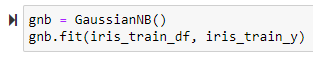 gnb = GaussianNB()
gnb.fit(iris_train_df, iris_train_y)